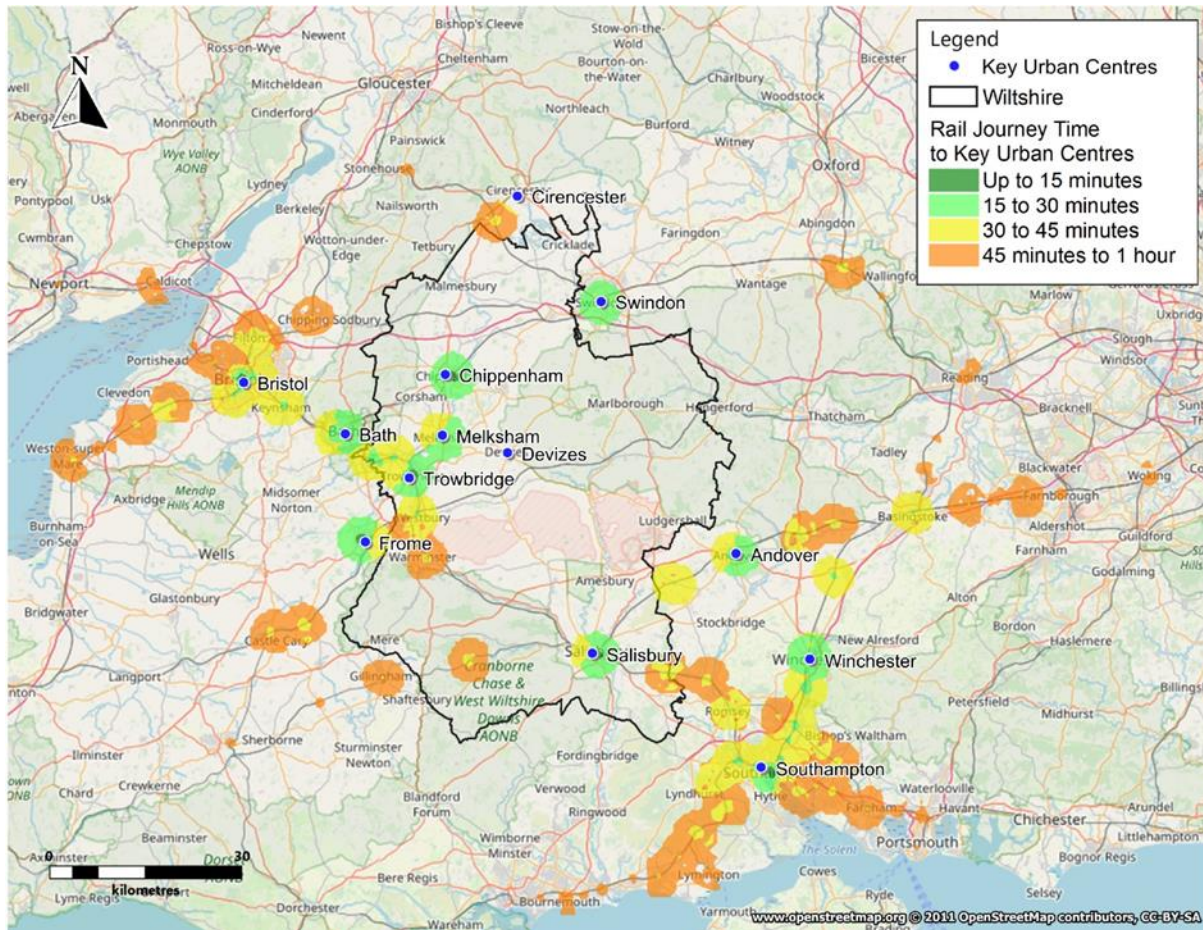 Bishop's Cleeve
Stow-on-the-
Wold
Bourton-on-
the-Water
Ross-on-Wye
Newent
Cheltenham
Bicester
Gloucester
Mitcheldean
Charlbury
Woodstock
Northleach
Abergavenny
Monmouth
Painswick
Burford
Witney
Wye Valley
AONB
Stonehouse
Oxford
Pontypool
Usk
Lydney
Nailsworth
Cirencester
Berkeley
Abingdon
Cwmbran
Chepstow
Wotton-under-
Edge
Tetbury
Cricklade
Faringdon
Wallingford
Newport
Caldicot
Malmesbury
Wantage
Marlow
Swindon
Uxbridge
Chipping Sodbury
Filton
Slough
Portishead
Windsor
Chippenham
Clevedon
Bristol
Reading
Keynsham
Corsham
Marlborough
Hungerford
Bracknell
Thatcham
Bath
Melksham
Devizes
Weston-super
Mare
Trowbridge
Tadley
Axbridge
Mendip
Hills AONB
Midsomer
Norton
Blackwater
Woking
Westbury
Ludgershall
Farnborough
Burnham-
on-Sea
Basingstoke
Aldershot
Guildford
Frome
Wells
Warminster
Andover
Farnham
Godalming
Amesbury
Glastonbury
Bridgwater
Alton
Stockbridge
Bordon
Castle Cary
Mere
Haslemere
Salisbury
New Alresford
Winchester
Langport
Gillingham
Cranborne
Chase &
West Wiltshire
Downs
AONB
Shaftesbury
Petersfield
Romsey
Midhurst
Sherborne
Ilminster
Sturminster
Newton
Fordingbridge
Bishop's Waltham
Southampton
Chard
Crewkerne
Verwood
Lyndhurst
Hythe
Waterlooville
Fareham
Havant
Arundel
Blandford
Forum
Ringwood
Chichester
Littlehampton
Portsmouth
Beaminster
Wimborne
Minster
The Solent
Axminster
Bere Regis
Lymington
Bognor Regis
Cowes
Bournemouth
Lyme Regis
Dorchester
Yarmouth
Ryde
Selsey
N
Legend
Key Urban Centres
Wiltshire
Rail Journey Time
to Key Urban Centres
Up to 15 minutes
15 to 30 minutes
30 to 45 minutes
45 minutes to 1 hour
0 30
kilometres
www.openstreetmap.org © 2011 OpenStreetMap contributors, CC-BY-SA